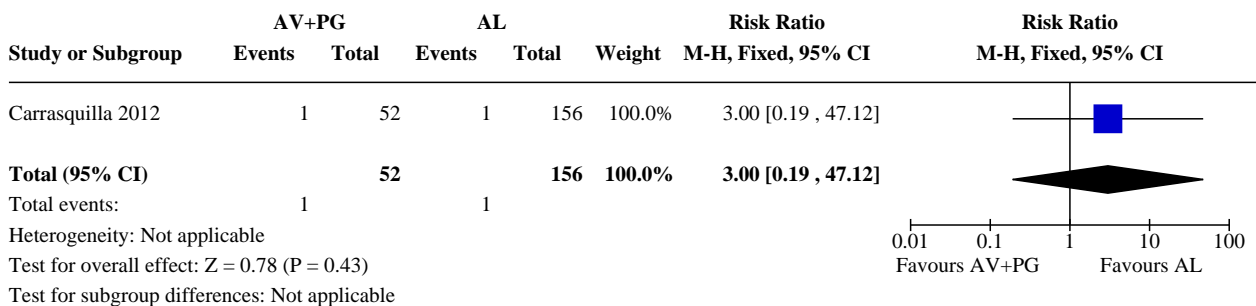 AV+PG AL Risk Ratio Risk Ratio
Study or Subgroup Events Total Events Total Weight M-H, Fixed, 95% CI M-H, Fixed, 95% CI
Carrasquilla 2012 1 52 1 156 100.0% 3.00 [0.19 , 47.12]
Total (95% CI) 52 156 100.0% 3.00 [0.19 , 47.12]
Total events: 1 1
Heterogeneity: Not applicable
Test for overall effect: Z = 0.78 (P = 0.43)
Test for subgroup differences: Not applicable
0.01 0.1 1 10 100
Favours AV+PG Favours AL